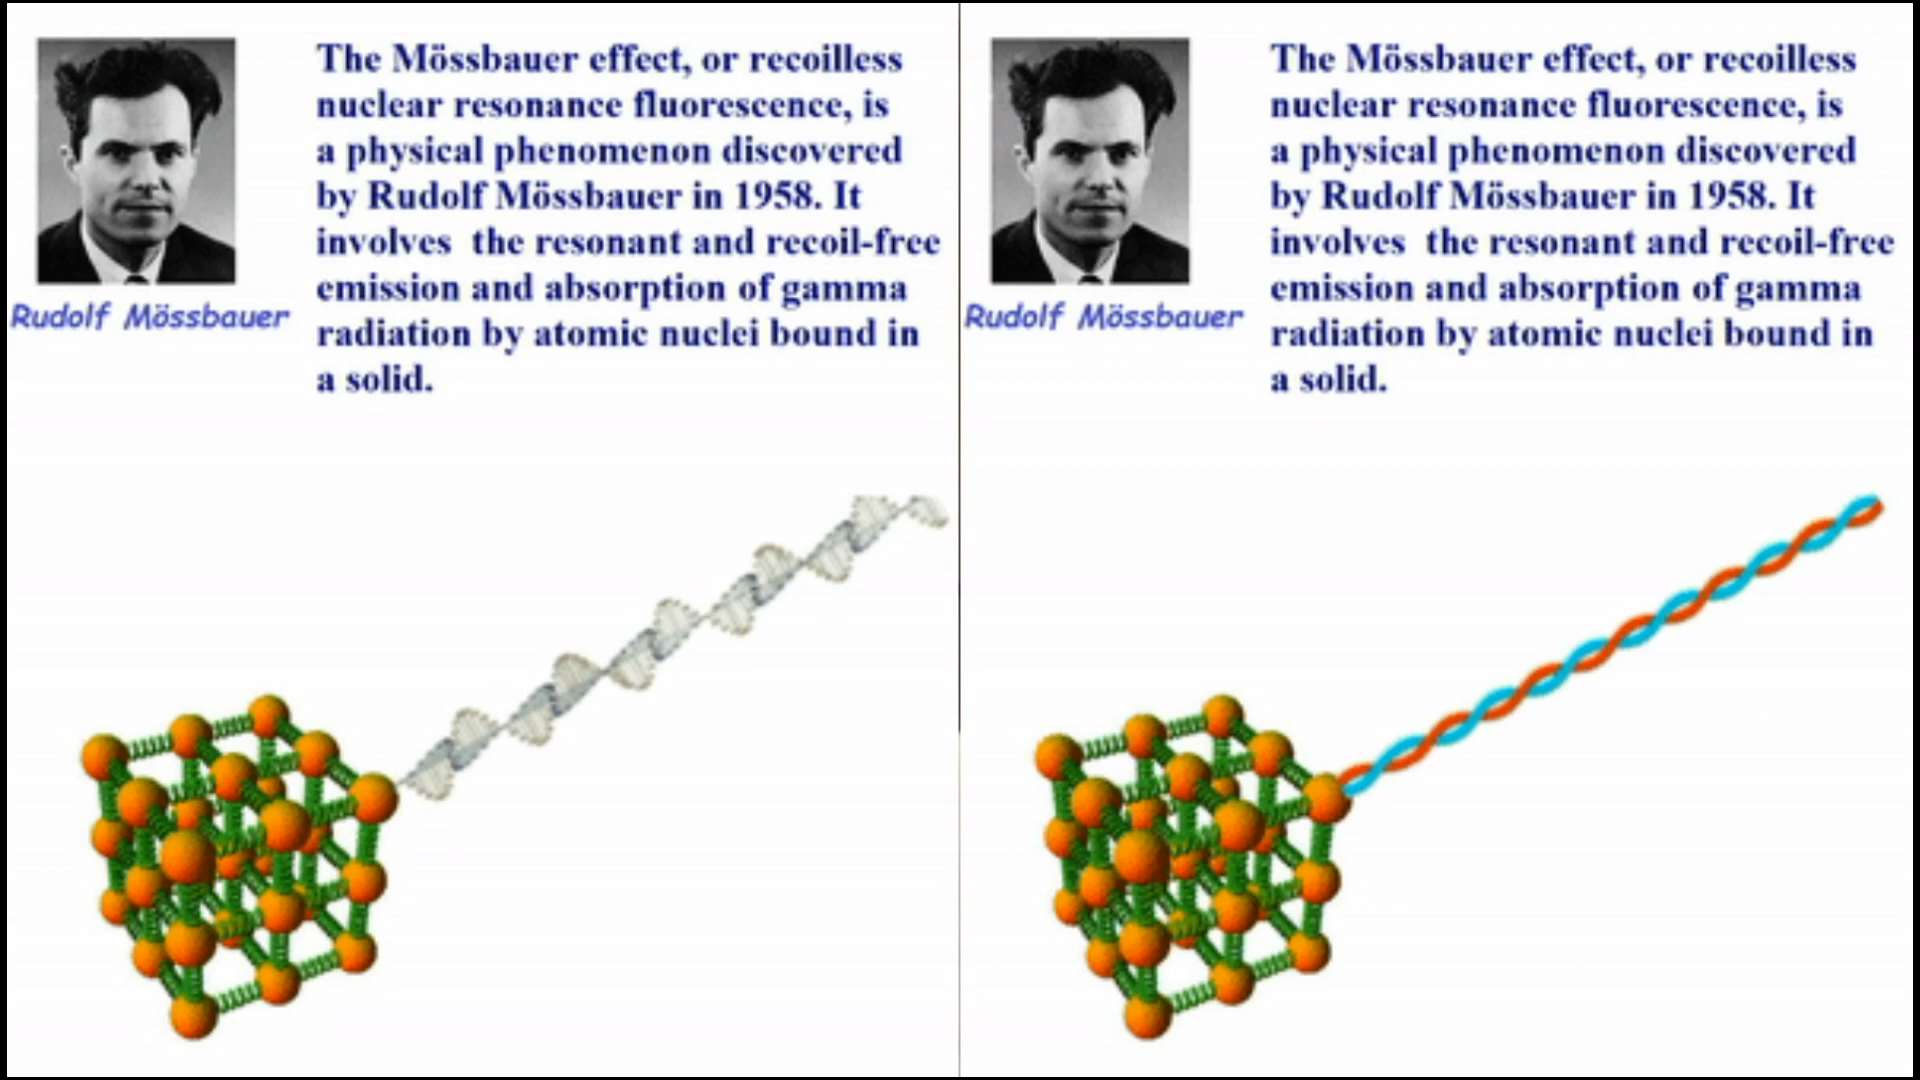 The Mössbauer effect, or recoilless
nuclear resonance fluorescence, is
a physical phenomenon discovered
by Rudolf Mössbauer in 1958. It
involves  the resonant and recoil-free
emission and absorption of gamma
radiation by atomic nuclei bound in
a solid.
Rudolf Mössbauer
The Mössbauer effect, or recoilless
nuclear resonance fluorescence, is
a physical phenomenon discovered
by Rudolf Mössbauer in 1958. It
involves  the resonant and recoil-free
emission and absorption of gamma
radiation by atomic nuclei bound in
a solid.
Rudolf Mössbauer